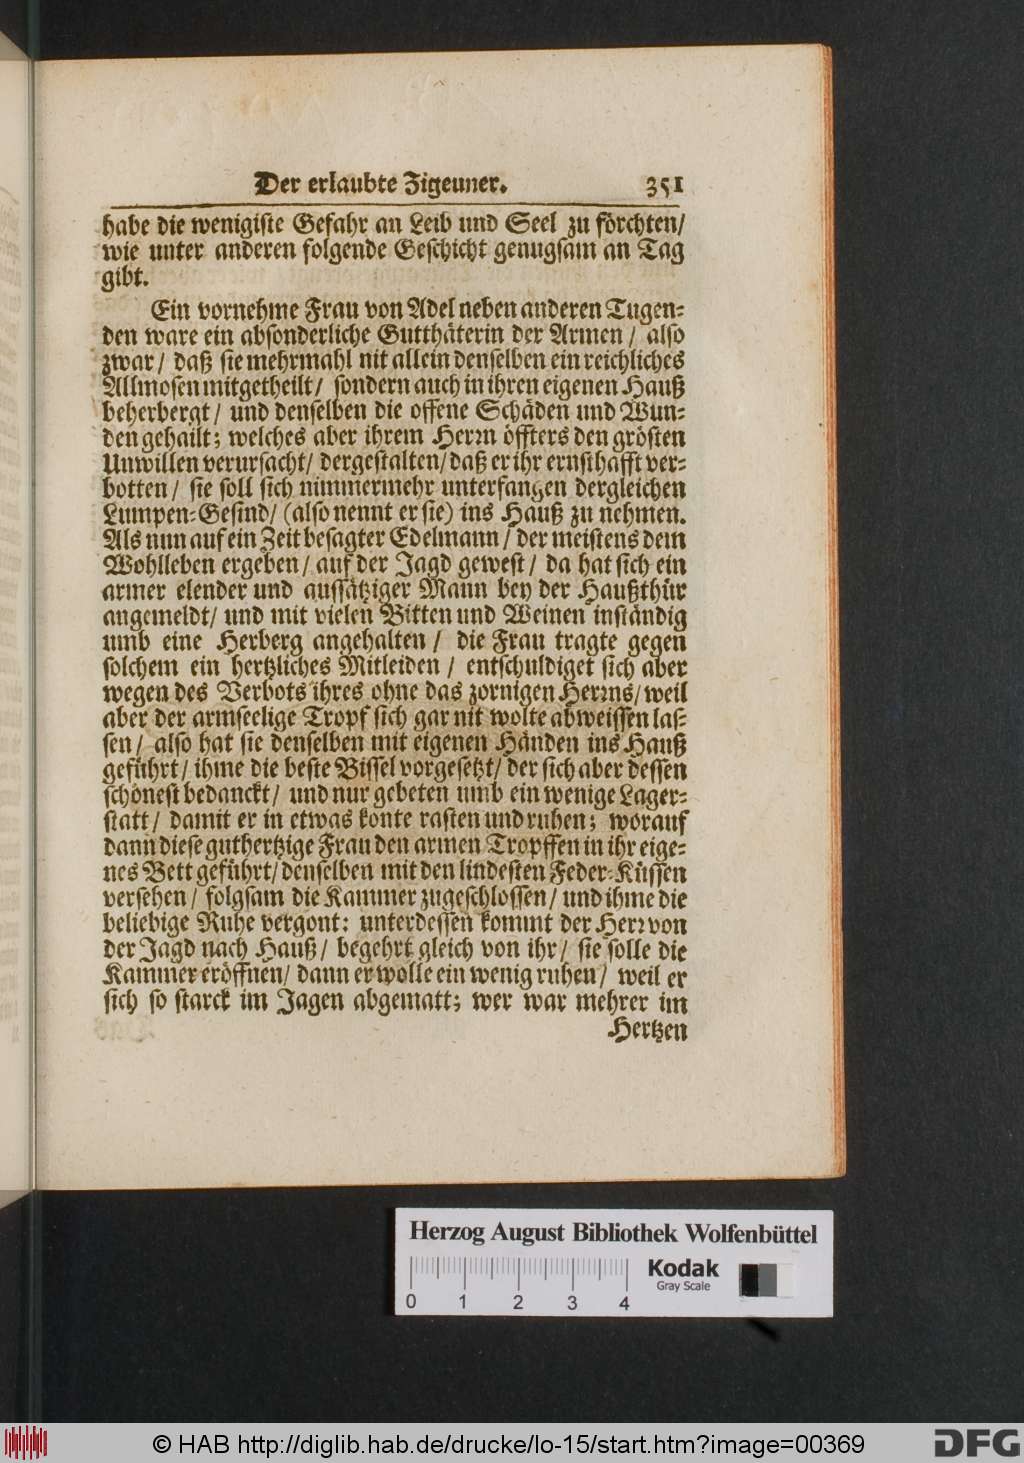 Der erlaubte Zigeuner. 351
habe die wenigiste Gefahr an Leib und Seel zu förchten/
wie unter anderen folgende Geschicht genugsam an Tag
gibt.
Ein vornehme Frau von Adel neben anderen Tugen-
den ware ein absonderliche Gutthäterin der Armen / also
zwar / daß sie mehrmahl nit allein denselben ein reichliches
Allmosen mitgetheilt / sondern auch in ihren eigenen Hauß
beherbergt / und denselben die offene Schäden und Wun-
den gehailt; welches aber ihrem Herrn öffters den grösten
Unwillen verursacht/ dergestalten/ daß er ihr ernsthafft ver-
botten / sie soll sich nimmermehr unterfangen dergleichen
Lumpen-Gesind/ (also nennt er sie) ins Hauß zu nehmen.
Als nun auf ein Zeit besagter Edelmann / der meistens dem
Wohlleben ergeben / auf der Jagd gewest / da hat sich ein
armer elender und aussätziger Mann bey der Haußthür
angemeldt/ und mit vielen Bitten und Weinen inständig
umb eine Herberg angehalten / die Frau tragte gegen
solchem ein hertzliches Mitleiden / entschuldiget sich aber
wegen des Verbots ihres ohne das zornigen Herrns/ weil
aber der armseelige Tropf sich gar nit wolte abweissen las-
sen / also hat sie denselben mit eigenen Händen ins Hauß
geführt / ihme die beste Bissel vorgesetzt/ der sich aber dessen
schönest bedanckt / und nur gebeten umb ein wenige Lager-
statt / damit er in etwas konte rasten und ruhen; worauf
dann diese guthertzige Frau den armen Tropffen in ihr eige-
nes Bett geführt/ denselben mit den lindesten Feder-Küssen
versehen / folgsam die Kammer zugeschlossen / und ihme die
beliebige Ruhe vergont: unterdessen kommt der Herr von
der Jagd nach Hauß / begehrt gleich von ihr / sie solle die
Kammer eröffnen/ dann er wolle ein wenig ruhen / weil er
sich so starck im Jagen abgematt; wer war mehrer im
Hertzen
Herzog August Bibliothek Wolfenbüttel
Kodak
Gray Scale
0 1 2 3 4
© HAB http://diglib.hab.de/drucke/lo-15/start.htm?image=00369
DFG